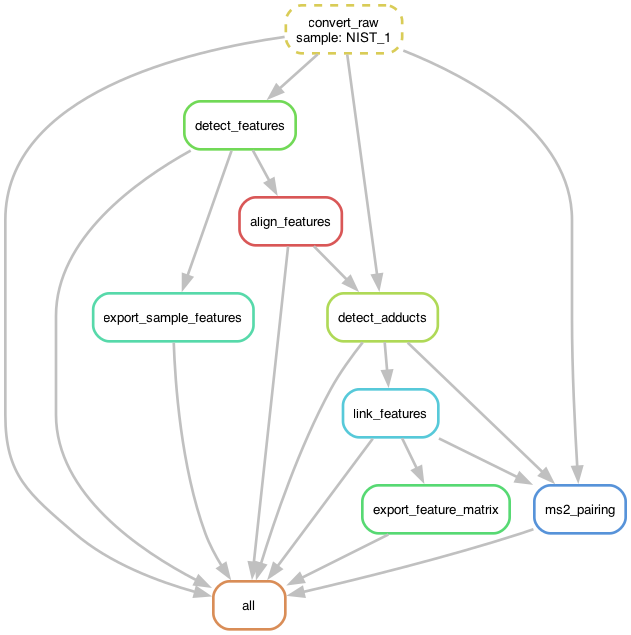 convert_raw
sample: NIST_1
detect_features
align_features
export_sample_features
detect_adducts
link_features
export_feature_matrix
ms2_pairing
all